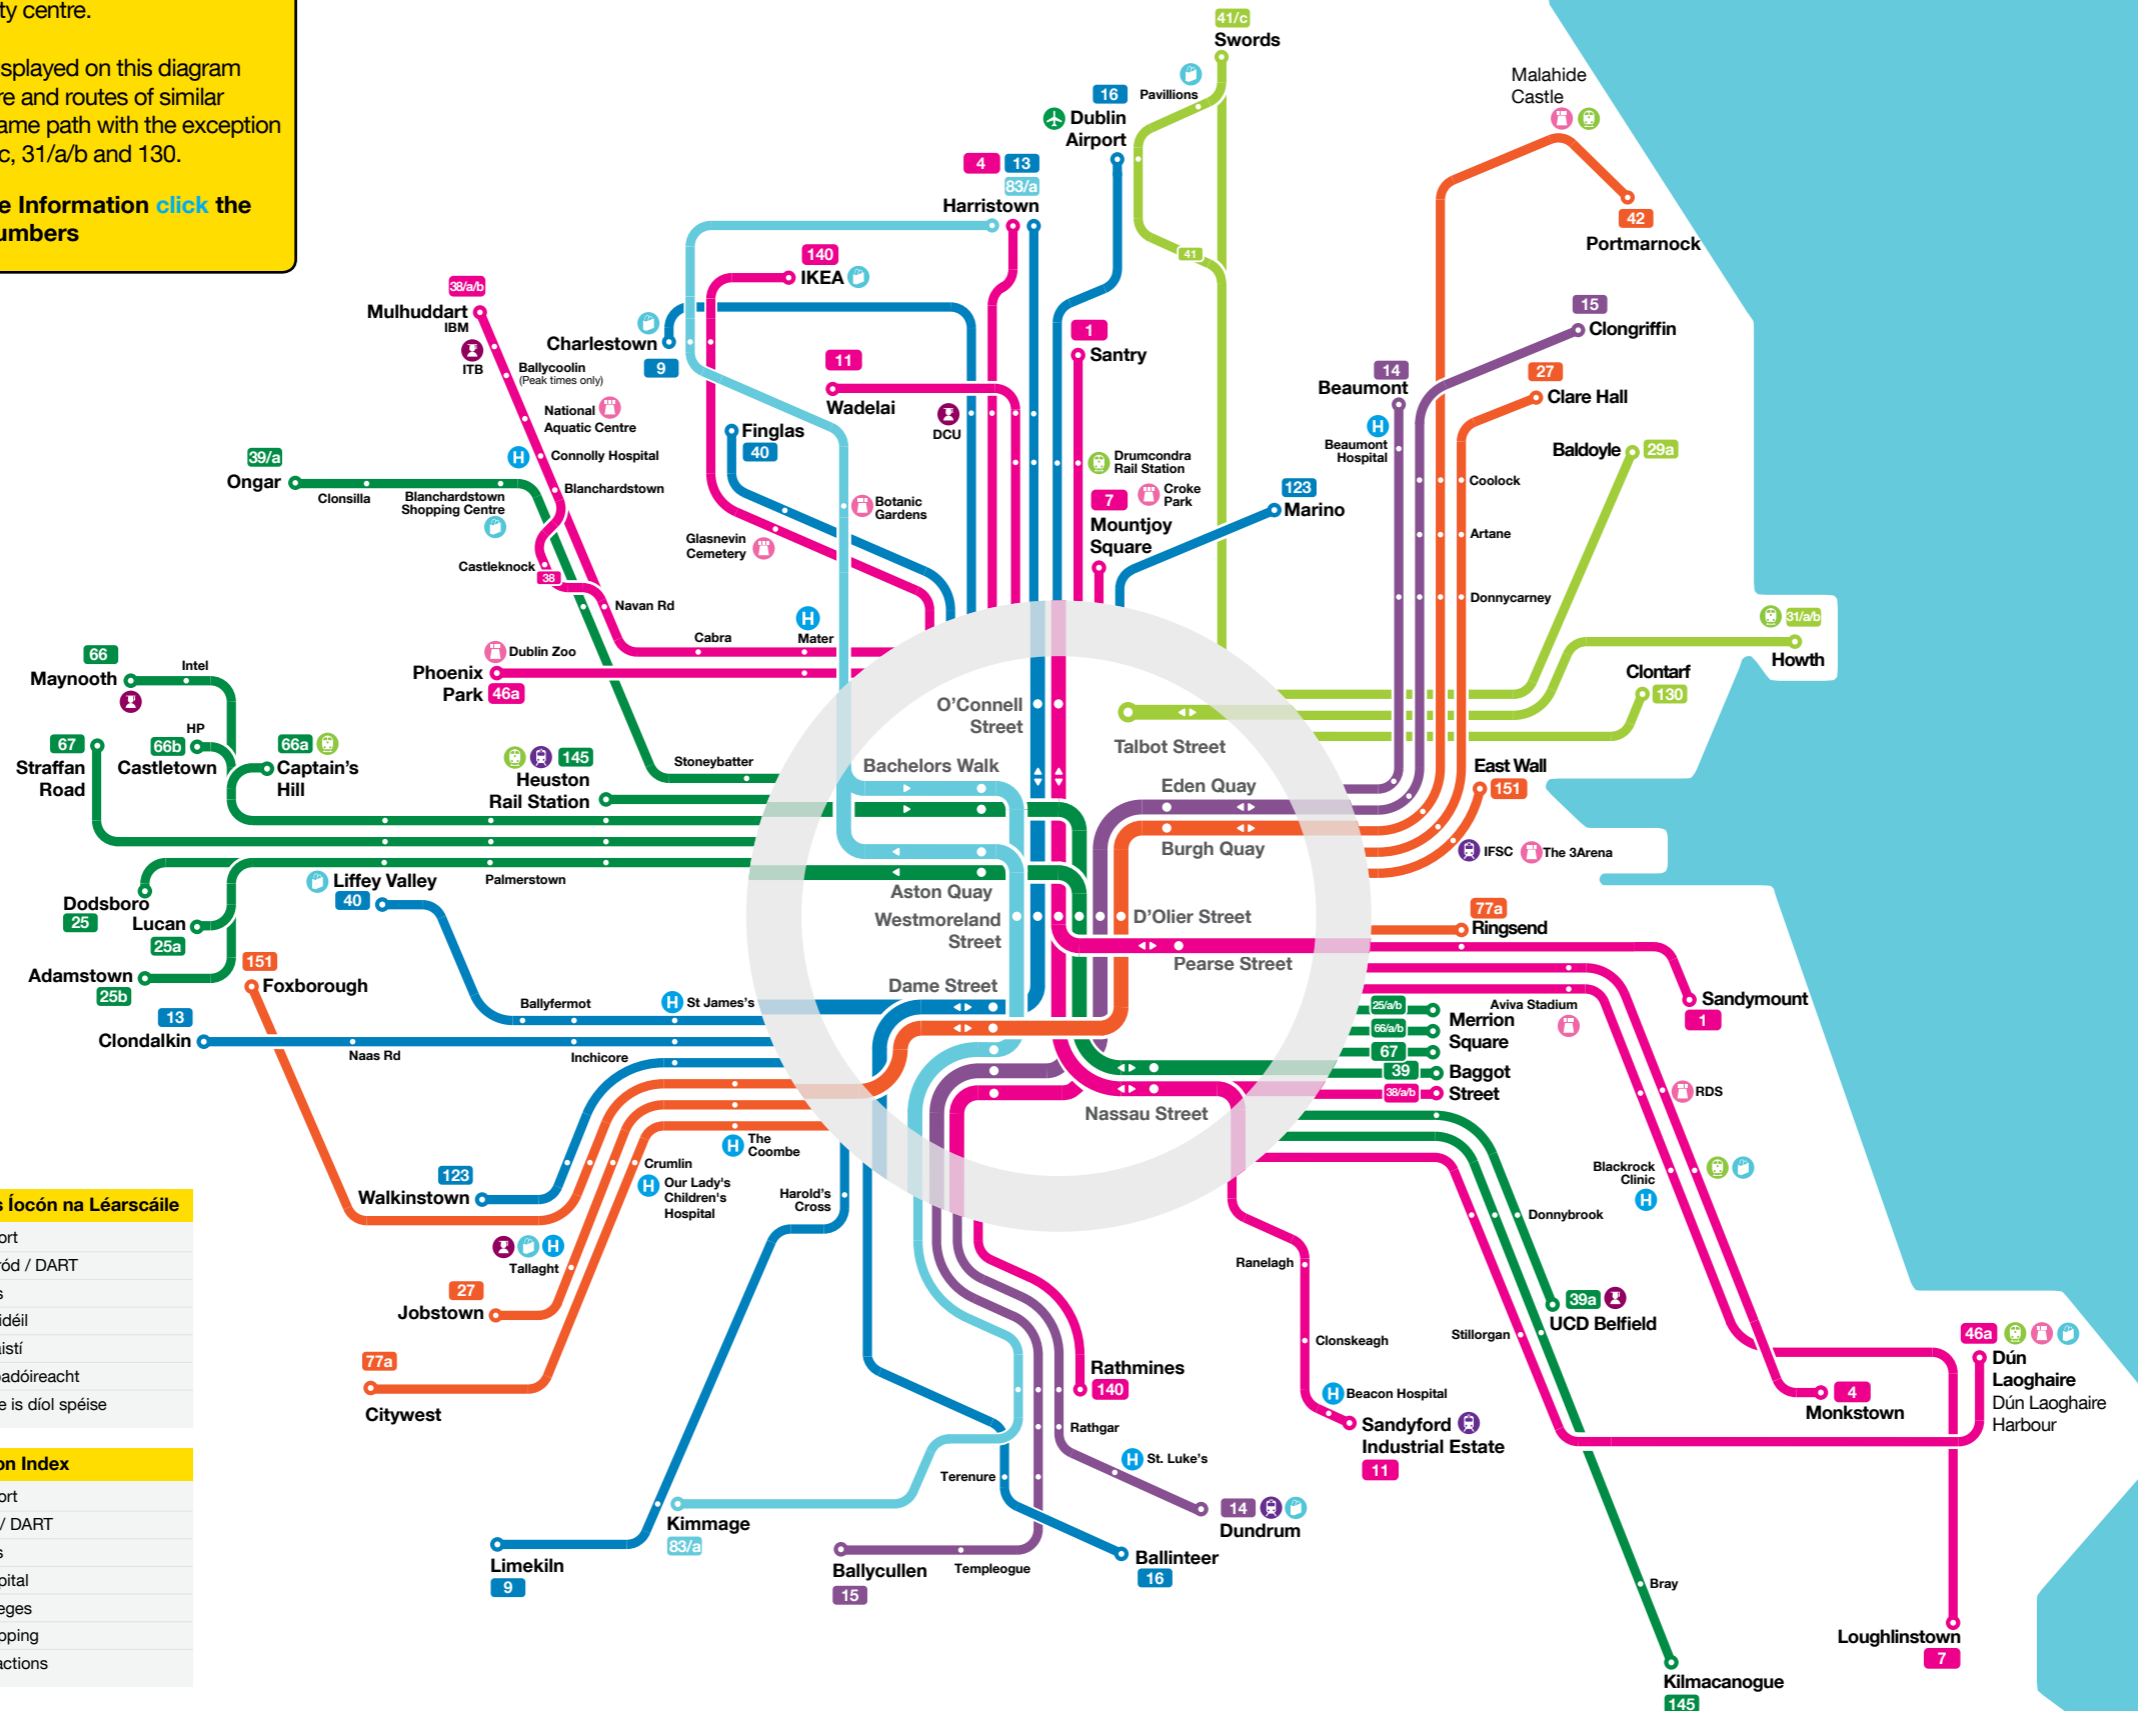 ty centre.
splayed on this diagram
re and routes of similar
ame path with the exception
c, 31/a/b and 130.
e Information click the
umbers
41/c
Swords
Pavillions
16
Dublin
Airport
41
4
13
83/a
Harristown
140
IKEA
Malahide
Castle
42
Portmarnock
38/a/b
Mulhuddart
IBM
ITB
Ballycoolin
(Peak times only)
National
Aquatic Centre
Connolly Hospital
Blanchardstown
Charlestown
9
11
Wadelai
DCU
1
Santry
15
Clongriffin
14
Beaumont
Beaumont
Hospital
27
Clare Hall
Finglas
40
Drumcondra
Rail Station
Croke
Park
7
Mountjoy
Square
123
Marino
Coolock
Artane
Donnycarney
Baldoyle
29a
39/a
Ongar
Clonsilla
Blanchardstown
Shopping Centre
Castleknock
38
Navan Rd
Botanic
Gardens
Glasnevin
Cemetery
Mater
Cabra
Dublin Zoo
Phoenix
Park
46a
31/a/b
Howth
Clontarf
130
66
Maynooth
Intel
HP
67
66b
66a
Straffan
Road
Castletown
Captain's
Hill
145
Heuston
Rail Station
Stoneybatter
O'Connell
Street
Talbot Street
Bachelors Walk
Eden Quay
Burgh Quay
East Wall
151
IFSC
The 3Arena
Aston Quay
Westmoreland
Street
D'Olier Street
77a
Ringsend
Pearse Street
Dame Street
Nassau Street
Palmerstown
Liffey Valley
40
Dodsboro
25
Lucan
25a
Adamstown
25b
151
Foxborough
13
Clondalkin
Ballyfermot
St James's
Naas Rd
Inchicore
25/a/b
66/a/b
67
39
38/a/b
Merrion
Square
Baggot
Street
Aviva Stadium
Sandymount
1
RDS
Blackrock
Clinic
Donnybrook
The
Coombe
Crumlin
Our Lady's
Children's
Hospital
Harold's
Cross
123
Walkinstown
Tallaght
27
Jobstown
77a
Citywest
Ranelagh
Clonskeagh
Beacon Hospital
Sandyford
Industrial Estate
11
Stillorgan
39a
UCD Belfield
46a
Dún
Laoghaire
Dún Laoghaire
Harbour
4
Monkstown
Rathmines
140
Rathgar
St. Luke's
Terenure
14
Dundrum
Kimmage
83/a
Limekiln
9
Ballycullen
15
Templeogue
Ballinteer
16
Bray
Loughlinstown
7
Kilmacanogue
145
s Íocón na Léarscáile
ort
ród / DART
s
idéil
aistí
adóireacht
e is díol spéise
on Index
ort
/ DART
s
pital
eges
oping
actions